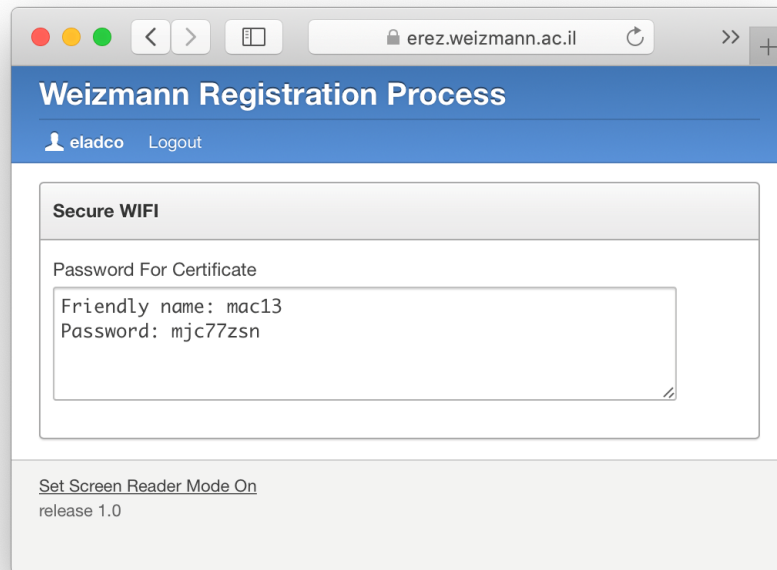 erez.weizmann.ac.il
Weizmann Registration Process
eladco Logout
Secure WIFI
Password For Certificate
Friendly name: mac13
Password: mjc77zsn
Set Screen Reader Mode On
release 1.0